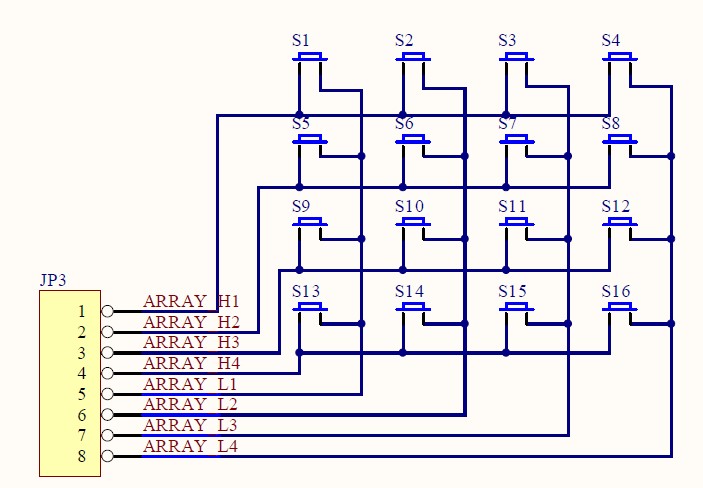 S1 S2 S3 S4
S5 S6 S7 S8
S9 S10 S11 S12
JP3
S13 S14 S15 S16
1 ARRAY H1
2 ARRAY H2
3 ARRAY H3
4 ARRAY H4
5 ARRAY L1
6 ARRAY L2
7 ARRAY L3
8 ARRAY L4